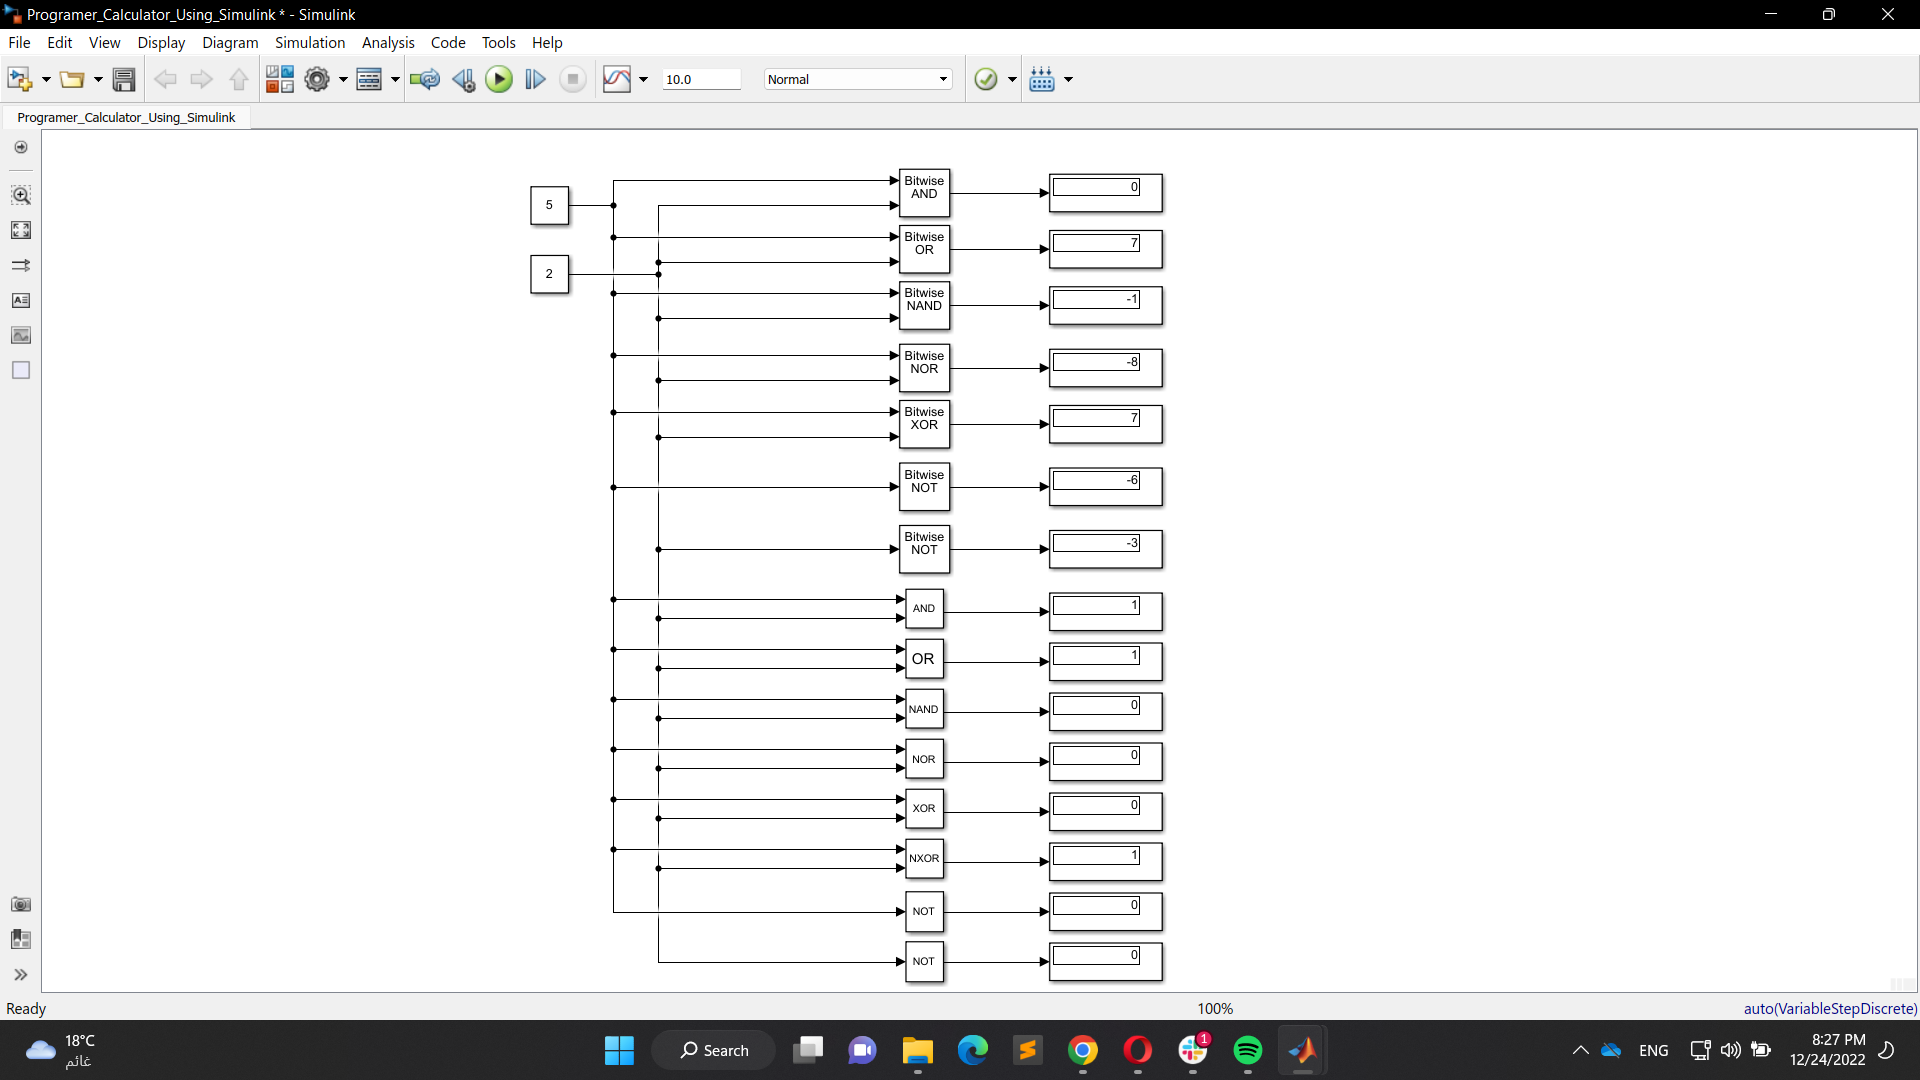 Programer_Calculator_Using_Simulink * - Simulink
File Edit View Display Diagram Simulation Analysis Code Tools Help
10.0 Normal
Programer_Calculator_Using_Simulink
5
2
Bitwise
AND
0
Bitwise
OR
7
Bitwise
NAND
-1
Bitwise
NOR
-8
Bitwise
XOR
7
Bitwise
NOT
-6
Bitwise
NOT
-3
AND
1
OR
1
NAND
0
NOR
0
XOR
0
NXOR
1
NOT
0
NOT
0
Ready 100% auto(VariableStepDiscrete)
18°C
غائم
Search
1
ENG
8:27 PM
12/24/2022